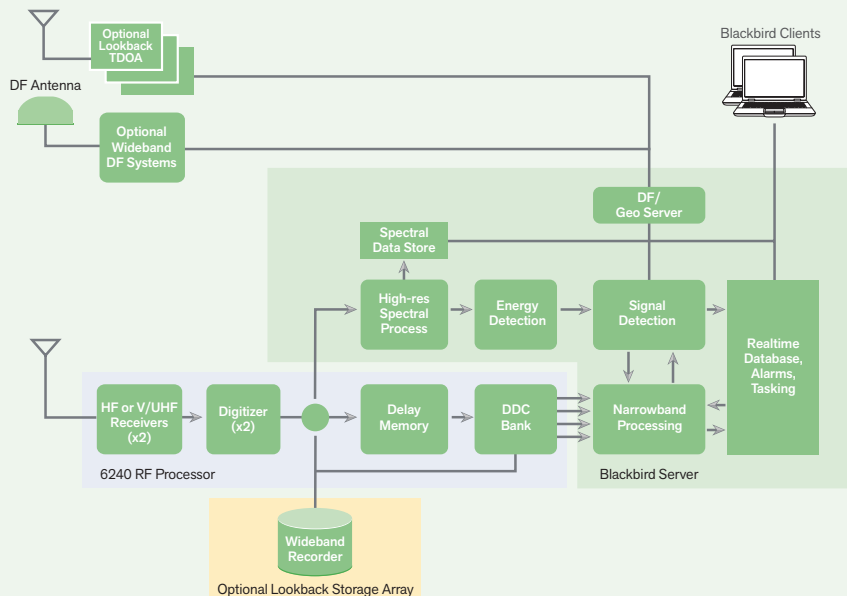 Optional
Lookback
TDOA
Blackbird Clients
DF Antenna
Optional
Wideband
DF Systems
DF/
Geo Server
Spectral
Data Store
High-res
Spectral
Process
Energy
Detection
Signal
Detection
Realtime
Database,
Alarms,
Tasking
HF or V/UHF
Receivers
(x2)
Digitizer
(x2)
Delay
Memory
DDC
Bank
Narrowband
Processing
6240 RF Processor
Blackbird Server
Wideband
Recorder
Optional Lookback Storage Array